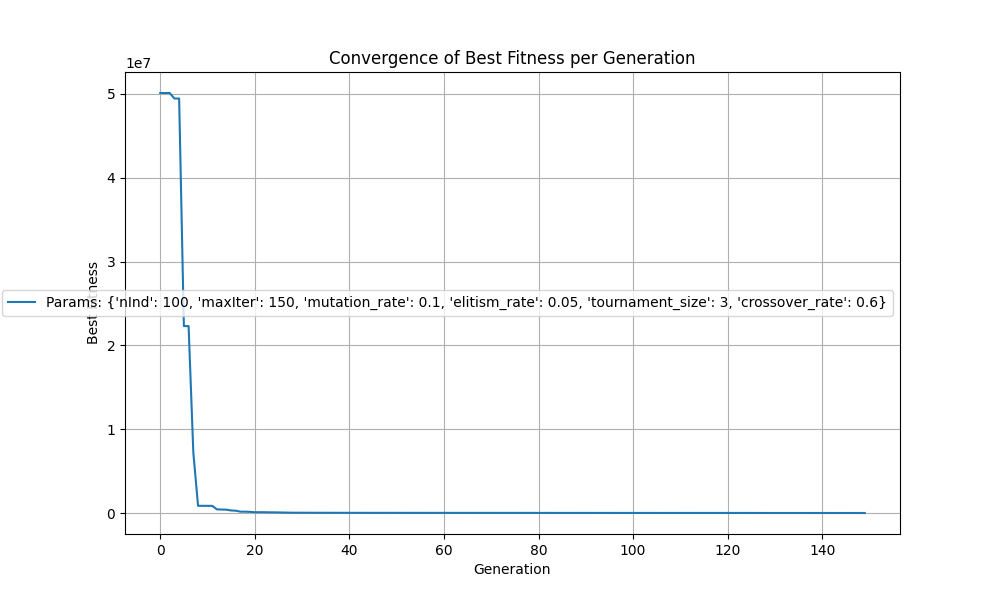 Convergence of Best Fitness per Generation
1e7
5
4
3
2
1
0
Best
ness
Params: {'nInd': 100, 'maxIter': 150, 'mutation_rate': 0.1, 'elitism_rate': 0.05, 'tournament_size': 3, 'crossover_rate': 0.6}
0 20 40 60 80 100 120 140
Generation